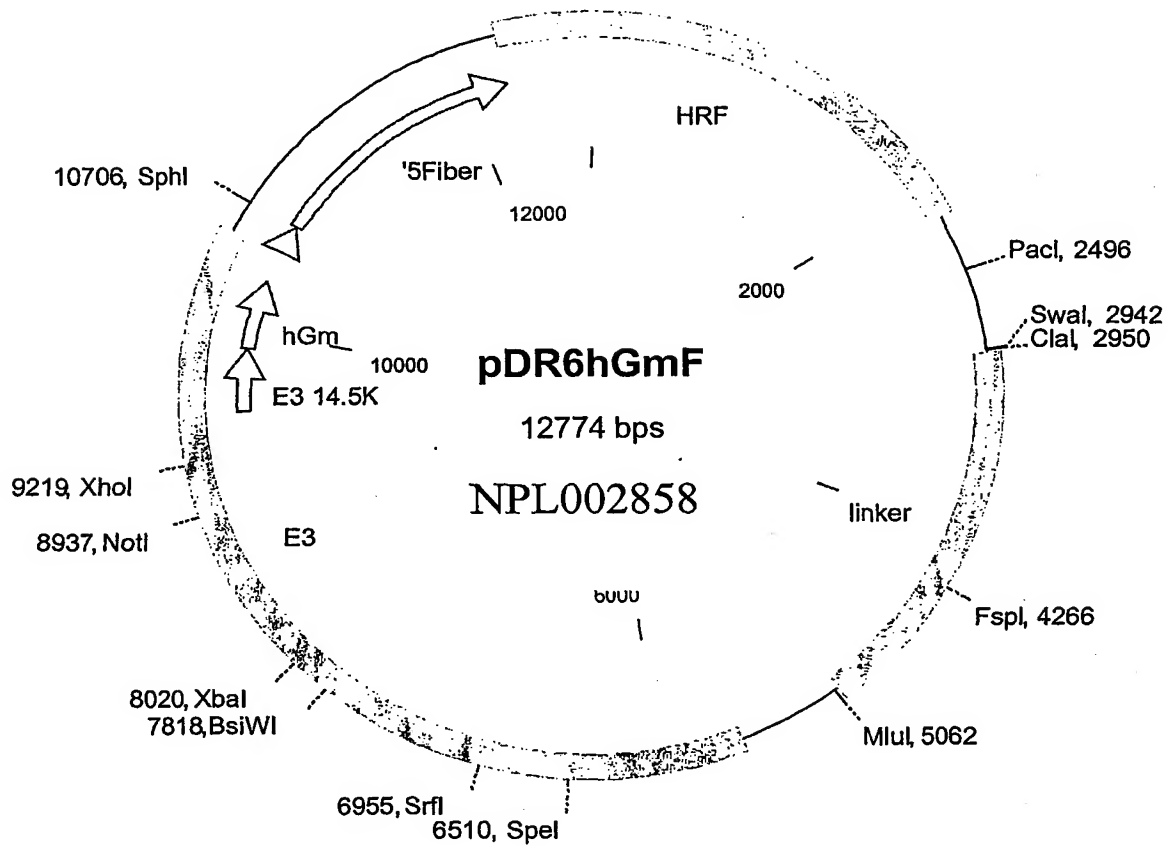 HRF
10706, SphI
'5Fiber
12000
PacI, 2496
2000
SwaI, 2942
ClaI, 2950
hGm
10000
pDR6hGmF
E3 14.5K
12774 bps
9219, XhoI
NPL002858
linker
8937, NotI
E3
6000
FspI, 4266
8020, XbaI
7818, BsiWI
MluI, 5062
6955, SrfI
6510, SpeI